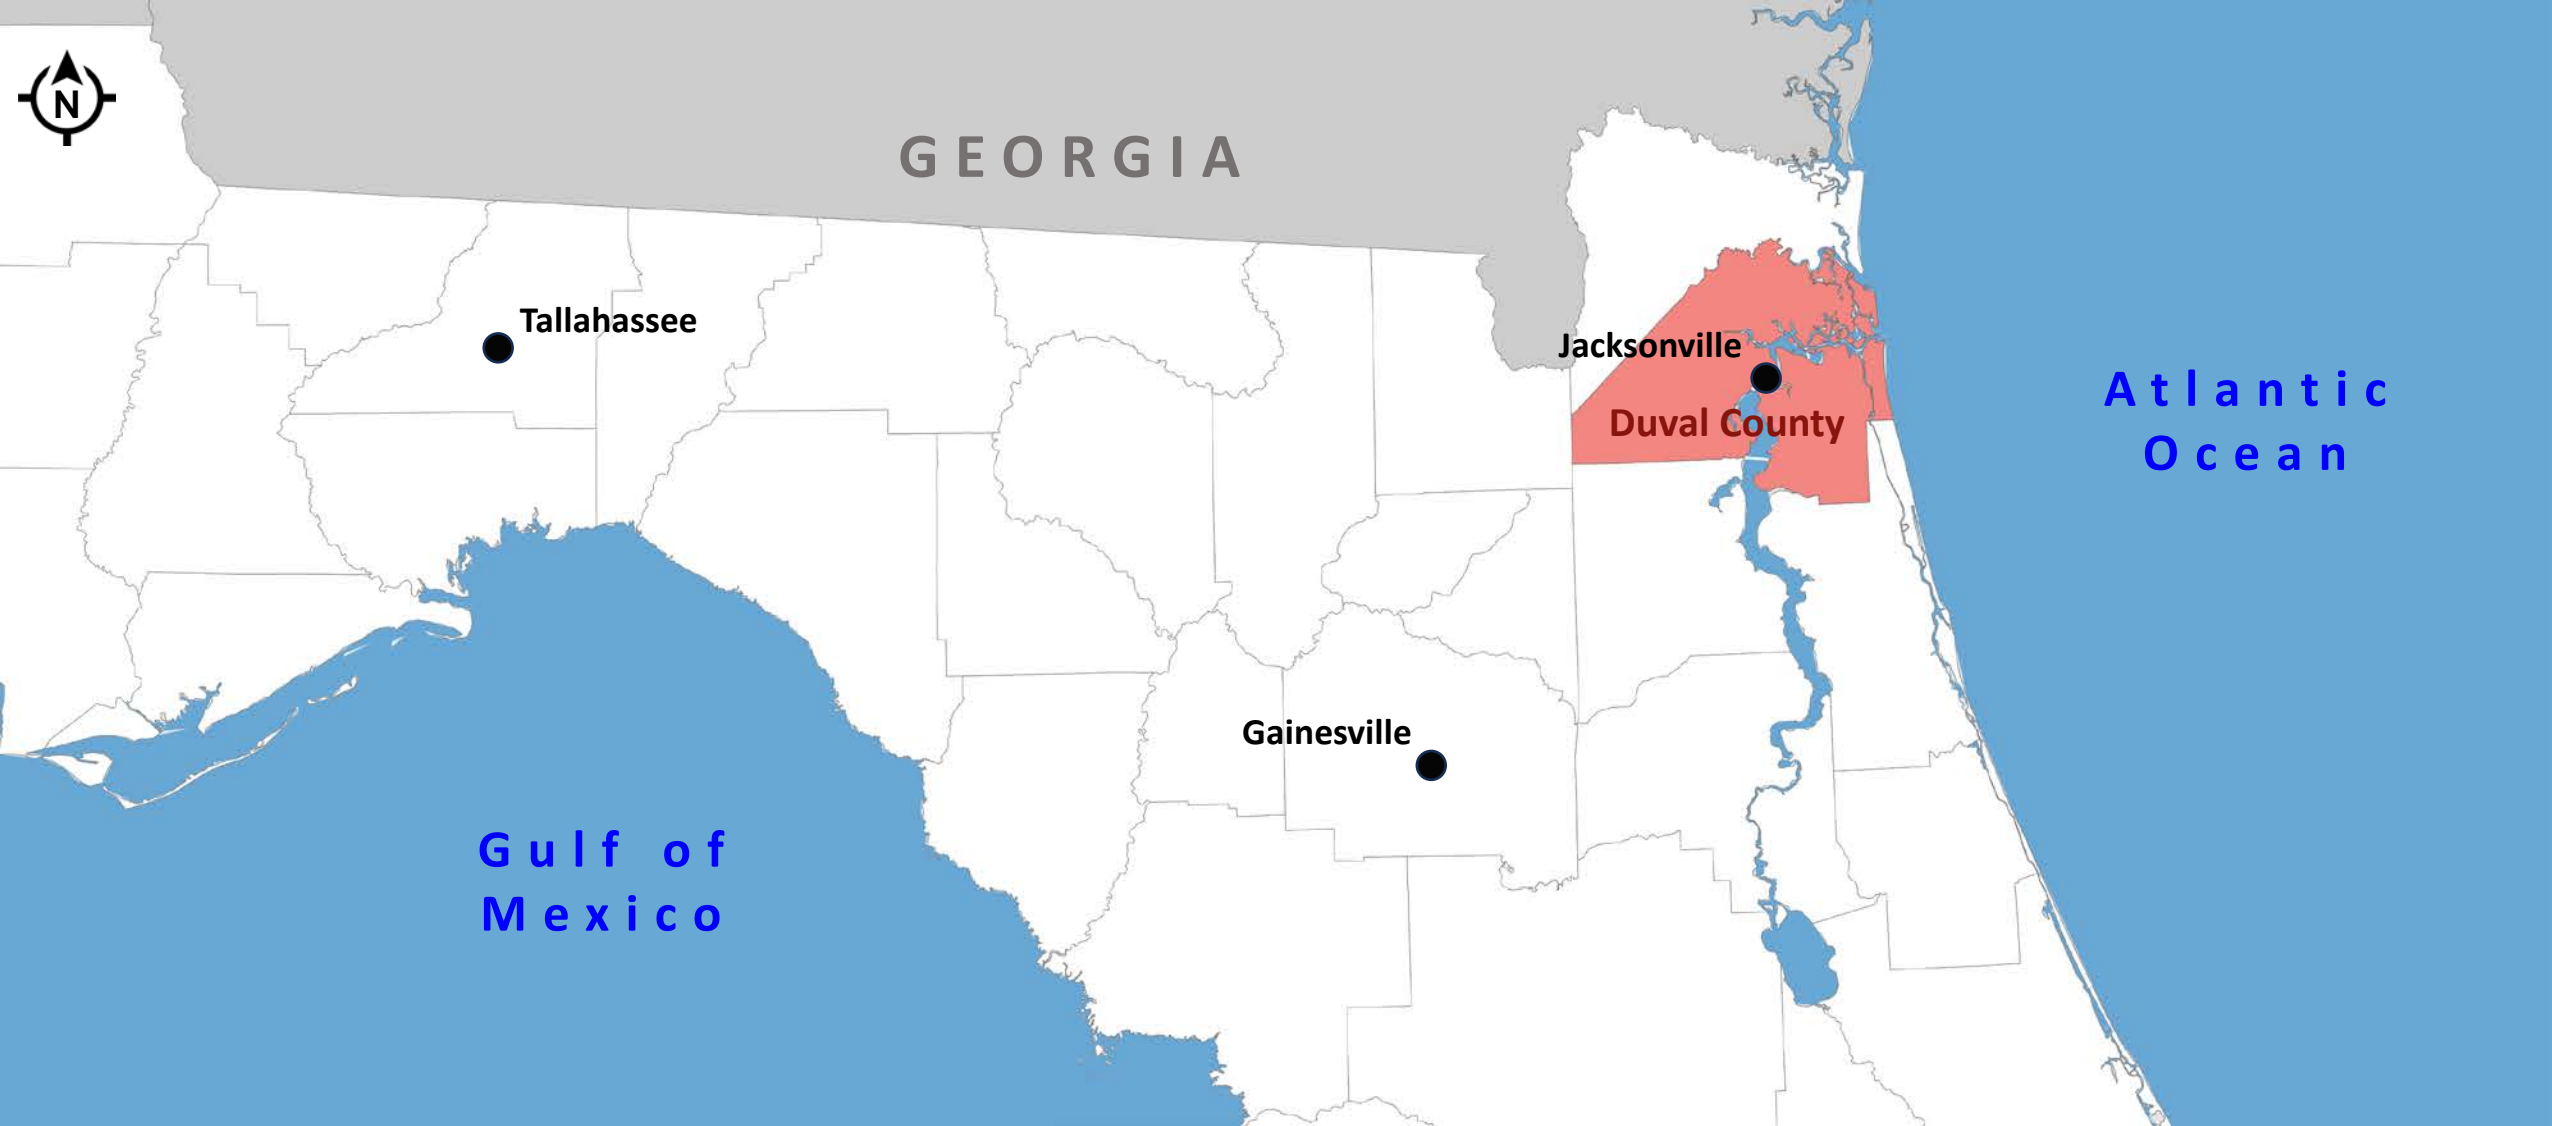 N
GEORGIA
Tallahassee
Jacksonville
Duval County
Atlantic
Ocean
Gainesville
Gulf of
Mexico